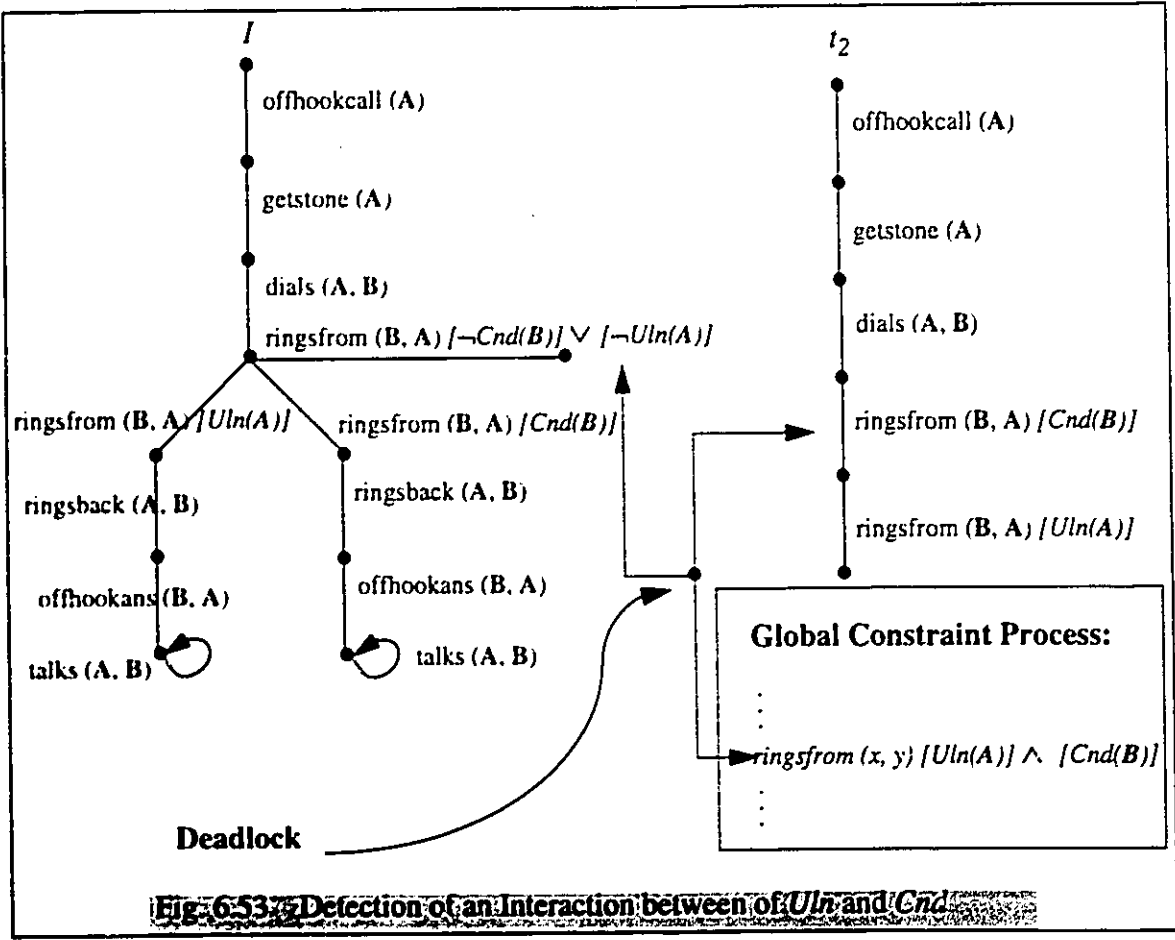 I
offhookcall (A)
getstone (A)
dials (A, B)
ringsfrom (B, A) [¬Cnd(B)] ∨ [¬Uln(A)]
ringsfrom (B, A) [Uln(A)]
ringsfrom (B, A) [Cnd(B)]
ringsback (A, B)
ringsback (A, B)
offhookans (B, A)
offhookans (B, A)
talks (A, B)
talks (A, B)
t2
offhookcall (A)
getstone (A)
dials (A, B)
ringsfrom (B, A) [Cnd(B)]
ringsfrom (B, A) [Uln(A)]
Global Constraint Process:
ringsfrom (x, y) [Uln(A)] ∧ [Cnd(B)]
Deadlock
Fig. 6.53: Detection of an Interaction between of Uln and Cnd